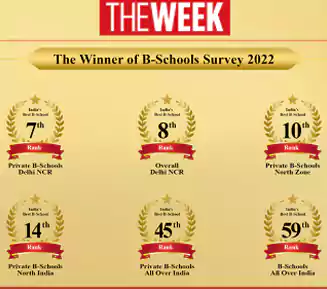 THE WEEK
The Winner of B-Schools Survey 2022
India's
Best B-School
7th
Rank
Private B-Schools
Delhi NCR
India's
Best B-School
8th
Rank
Overall
Delhi NCR
India's
Best B-School
10th
Rank
Private B-Schools
North Zone
India's
Best B-School
14th
Rank
Private B-Schools
North India
India's
Best B-School
45th
Rank
Private B-Schools
All Over India
India's
Best B-School
59th
Rank
B-Schools
All Over India